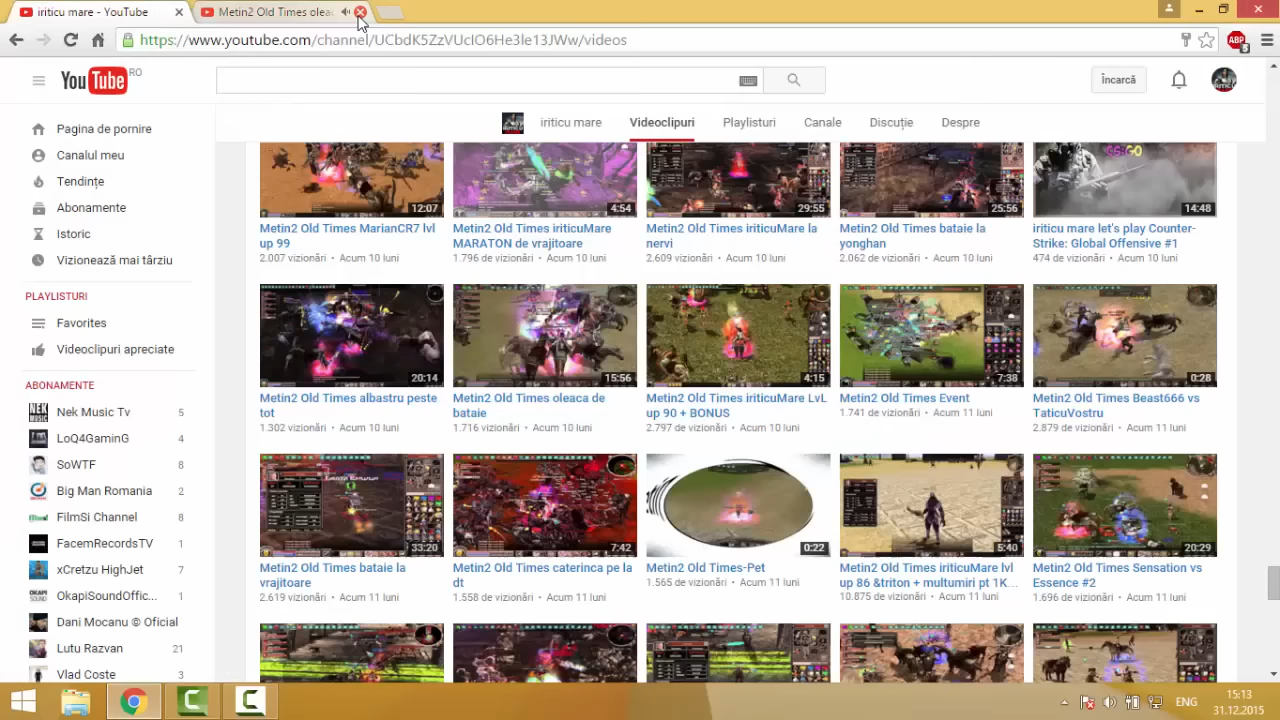 iriticu mare - YouTube
Metin2 Old Times oleac
https://www.youtube.com/channel/UCbdK5ZzVUcIO6He3le13JWw/videos
ABP
5
YouTube RO
Încarcă
iriticu mare
Videoclipuri
Playlisturi
Canale
Discuție
Despre
Pagina de pornire
Canalul meu
Tendințe
Abonamente
Istoric
Vizionează mai târziu
PLAYLISTURI
Favorites
Videoclipuri apreciate
ABONAMENTE
Nek Music Tv 5
LoQ4GaminG 4
SoWTF 8
Big Man Romania 2
FilmSi Channel 8
FacemRecordsTV 1
xCretzu HighJet 7
OkapiSoundOffic... 1
Dani Mocanu © Oficial
Lutu Razvan 21
Vlad Coste 3
12:07
Metin2 Old Times MarianCR7 lvl
up 99
2.007 vizionări • Acum 10 luni
4:54
Metin2 Old Times iriticuMare
MARATON de vrajitoare
1.796 de vizionări • Acum 10 luni
29:55
Metin2 Old Times iriticuMare la
nervi
2.609 vizionări • Acum 10 luni
25:56
Metin2 Old Times bataie la
yonghan
2.062 de vizionări • Acum 10 luni
CS:GO
14:48
iriticu mare let's play Counter-
Strike: Global Offensive #1
474 de vizionări • Acum 10 luni
20:14
Metin2 Old Times albastru peste
tot
1.302 vizionări • Acum 10 luni
15:56
Metin2 Old Times oleaca de
bataie
1.716 vizionări • Acum 10 luni
4:15
Metin2 Old Times iriticuMare LvL
up 90 + BONUS
2.797 de vizionări • Acum 10 luni
7:38
Metin2 Old Times Event
1.741 de vizionări • Acum 11 luni
0:28
Metin2 Old Times Beast666 vs
TaticuVostru
2.879 de vizionări • Acum 11 luni
33:20
Metin2 Old Times bataie la
vrajitoare
2.619 vizionări • Acum 11 luni
7:42
Metin2 Old Times caterinca pe la
dt
1.558 de vizionări • Acum 11 luni
0:22
Metin2 Old Times-Pet
1.565 de vizionări • Acum 11 luni
5:40
Metin2 Old Times iriticuMare lvl
up 86 &triton + multumiri pt 1K...
10.875 de vizionări • Acum 11 luni
20:29
Metin2 Old Times Sensation vs
Essence #2
1.696 de vizionări • Acum 11 luni
ENG
15:13
31.12.2015